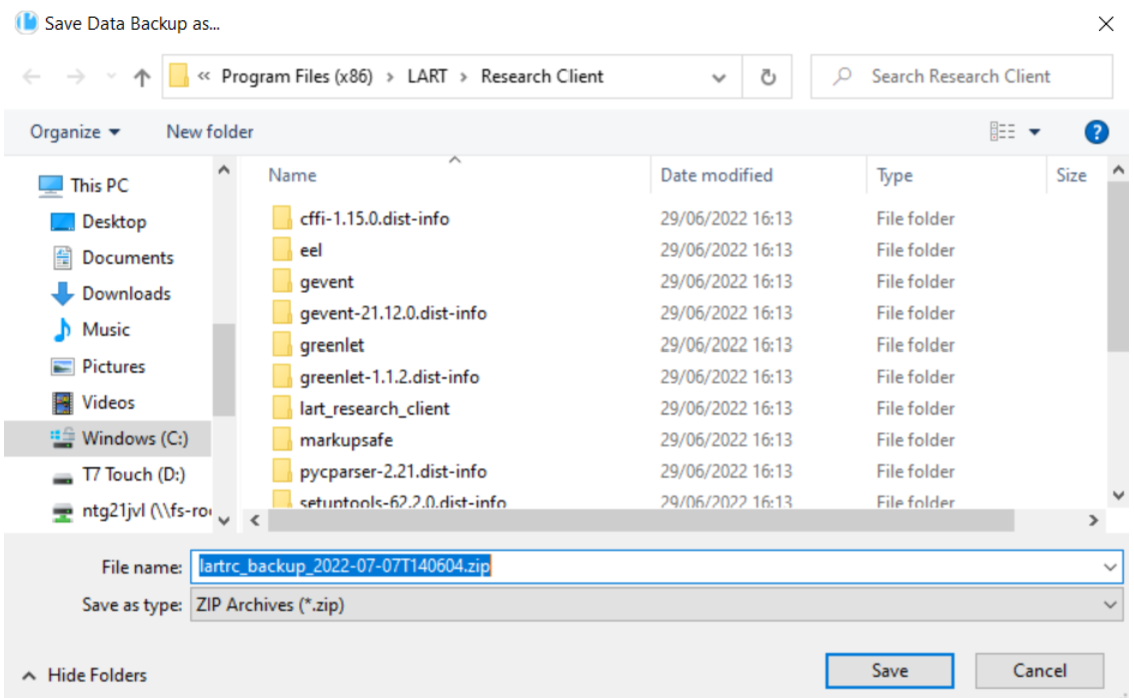 Save Data Backup as...
« Program Files (x86) > LART > Research Client
Search Research Client
Organize
New folder
?
This PC
Desktop
Documents
Downloads
Music
Pictures
Videos
Windows (C:)
T7 Touch (D:)
ntg21jvl (\\fs-roo
Name Date modified Type Size
cffi-1.15.0.dist-info 29/06/2022 16:13 File folder
eel 29/06/2022 16:13 File folder
gevent 29/06/2022 16:13 File folder
gevent-21.12.0.dist-info 29/06/2022 16:13 File folder
greenlet 29/06/2022 16:13 File folder
greenlet-1.1.2.dist-info 29/06/2022 16:13 File folder
lart_research_client 29/06/2022 16:13 File folder
markupsafe 29/06/2022 16:13 File folder
pycparser-2.21.dist-info 29/06/2022 16:13 File folder
setuptools-62.2.0.dist-info 29/06/2022 16:13 File folder
File name: lartrc_backup_2022-07-07T140604.zip
Save as type: ZIP Archives (*.zip)
Hide Folders
Save
Cancel